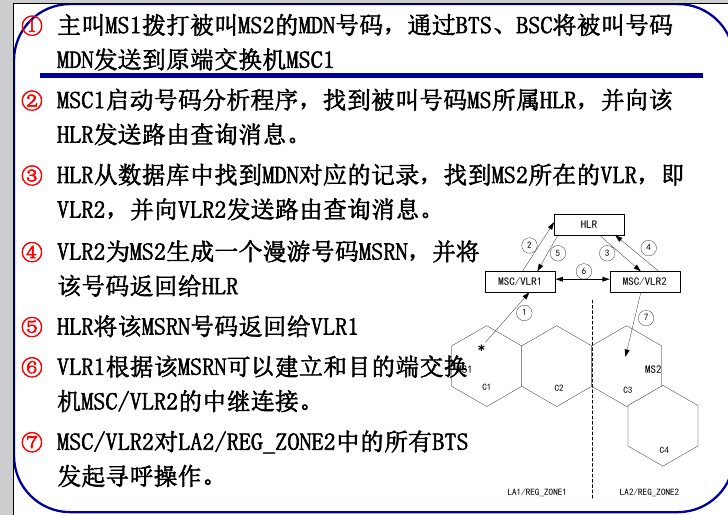 ① 主叫MS1拨打被叫MS2的MDN号码，通过BTS、BSC将被叫号码
MDN发送到原端交换机MSC1
② MSC1启动号码分析程序，找到被叫号码MS所属HLR，并向该
HLR发送路由查询消息。
③ HLR从数据库中找到MDN对应的记录，找到MS2所在的VLR，即
VLR2，并向VLR2发送路由查询消息。
④ VLR2为MS2生成一个漫游号码MSRN，并将
该号码返回给HLR
⑤ HLR将该MSRN号码返回给VLR1
⑥ VLR1根据该MSRN可以建立和目的端交换
机MSC/VLR2的中继连接。
⑦ MSC/VLR2对LA2/REG_ZONE2中的所有BTS
发起寻呼操作。
HLR
2
5
3
4
MSC/VLR1
6
MSC/VLR2
1
7
*
S1
MS2
C1
C2
C3
C4
LA1/REG_ZONE1
LA2/REG_ZONE2